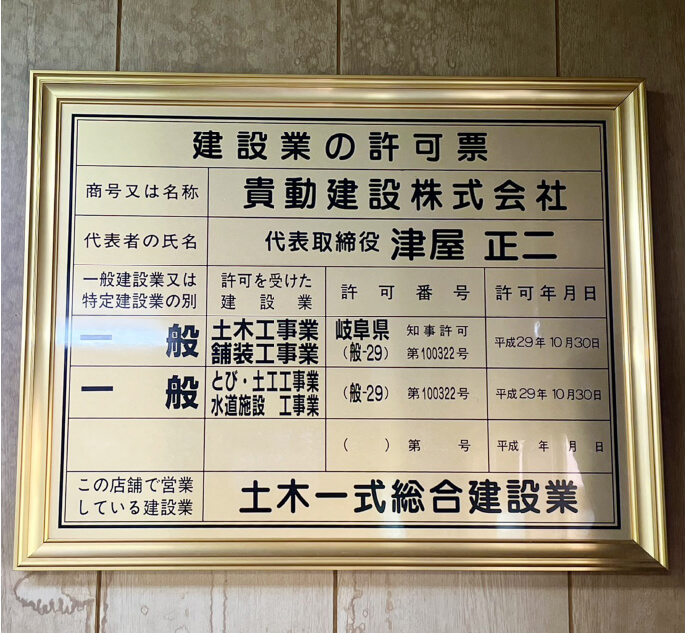 建設業の許可票
商号又は名称 貴動建設株式会社
代表者の氏名 代表取締役 津屋 正二
一般建設業又は特定建設業の別 許可を受けた建設業 許可番号 許可年月日
一般 土木工事業 舗装工事業 岐阜県 知事許可 (般-29) 第100322号 平成29年10月30日
一般 とび・土工工事業 水道施設 工事業 (般-29) 第100322号 平成29年10月30日
( ) 第 号 平成 年 月 日
この店舗で営業している建設業 土木一式総合建設業